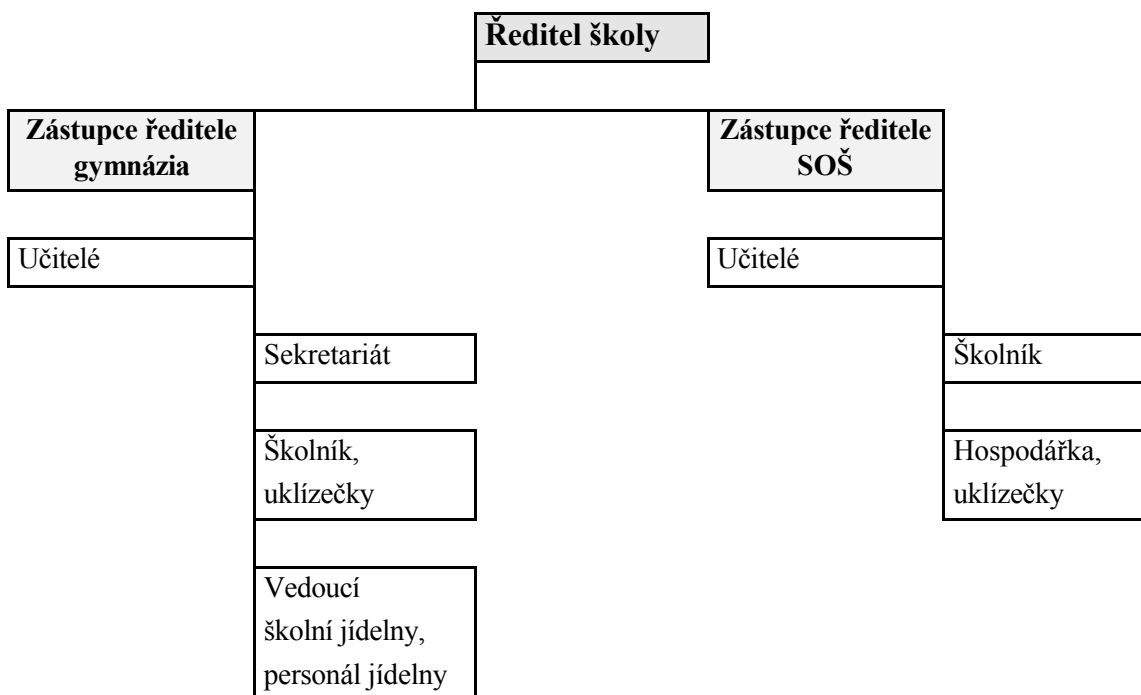 Ředitel školy
Zástupce ředitele
gymnázia
Zástupce ředitele
SOŠ
Učitelé
Učitelé
Sekretariát
Školník
Školník,
uklízečky
Hospodářka,
uklízečky
Vedoucí
školní jídelny,
personál jídelny